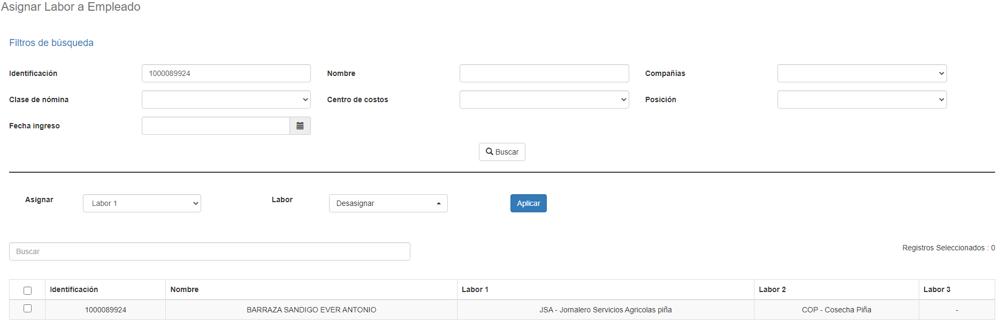 Asignar Labor a Empleado
Filtros de búsqueda
Identificación 1000089924 Nombre Compañías
Clase de nómina Centro de costos Posición
Fecha ingreso
Buscar
Asignar Labor 1 Labor Desasignar Aplicar
Buscar Registros Seleccionados : 0
Identificación Nombre Labor 1 Labor 2 Labor 3
1000089924 BARRAZA SANDIGO EVER ANTONIO JSA - Jornalero Servicios Agricolas piña COP - Cosecha Piña -